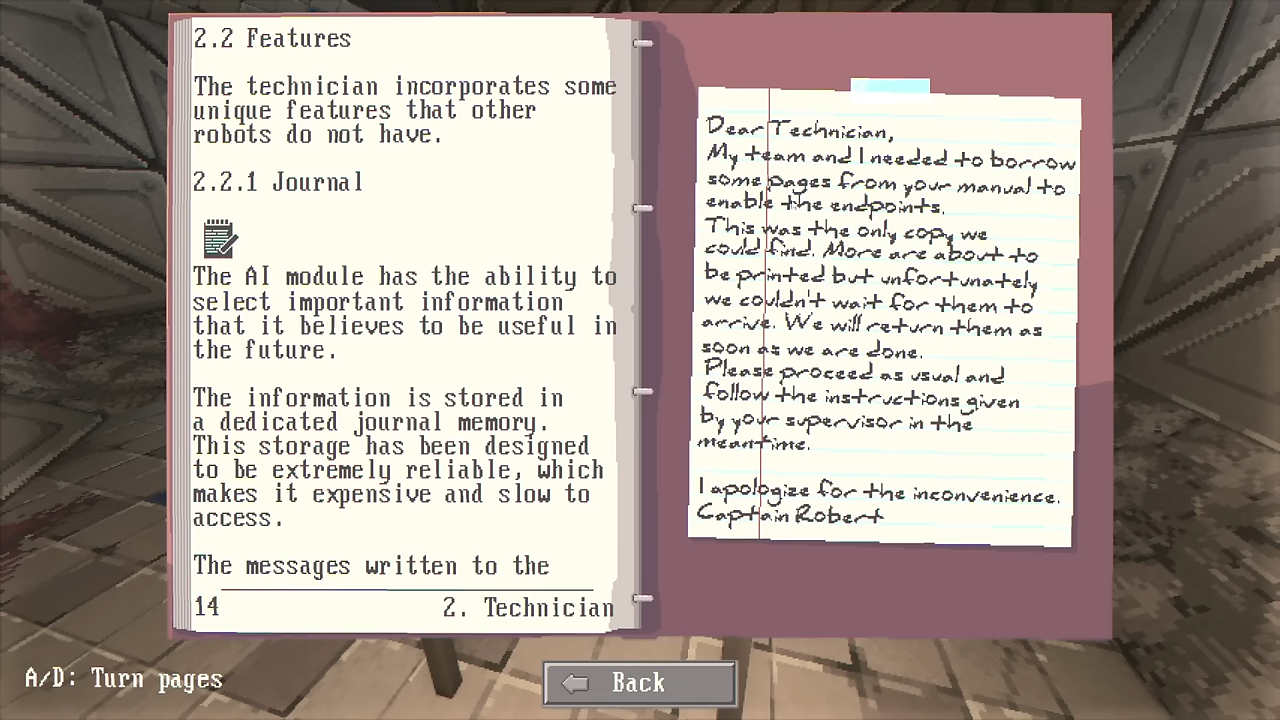 2.2 Features
The technician incorporates some
unique features that other
robots do not have.
2.2.1 Journal
The AI module has the ability to
select important information
that it believes to be useful in
the future.
The information is stored in
a dedicated journal memory.
This storage has been designed
to be extremely reliable, which
makes it expensive and slow to
access.
The messages written to the
14
2. Technician
Dear Technician,
My team and I needed to borrow
some pages from your manual to
enable the endpoints.
This was the only copy we
could find. More are about to
be printed but unfortunately
we couldn't wait for them to
arrive. We will return them as
soon as we are done.
Please proceed as usual and
follow the instructions given
by your supervisor in the
meantime.
I apologize for the inconvenience.
Captain Robert
A/D: Turn pages
Back